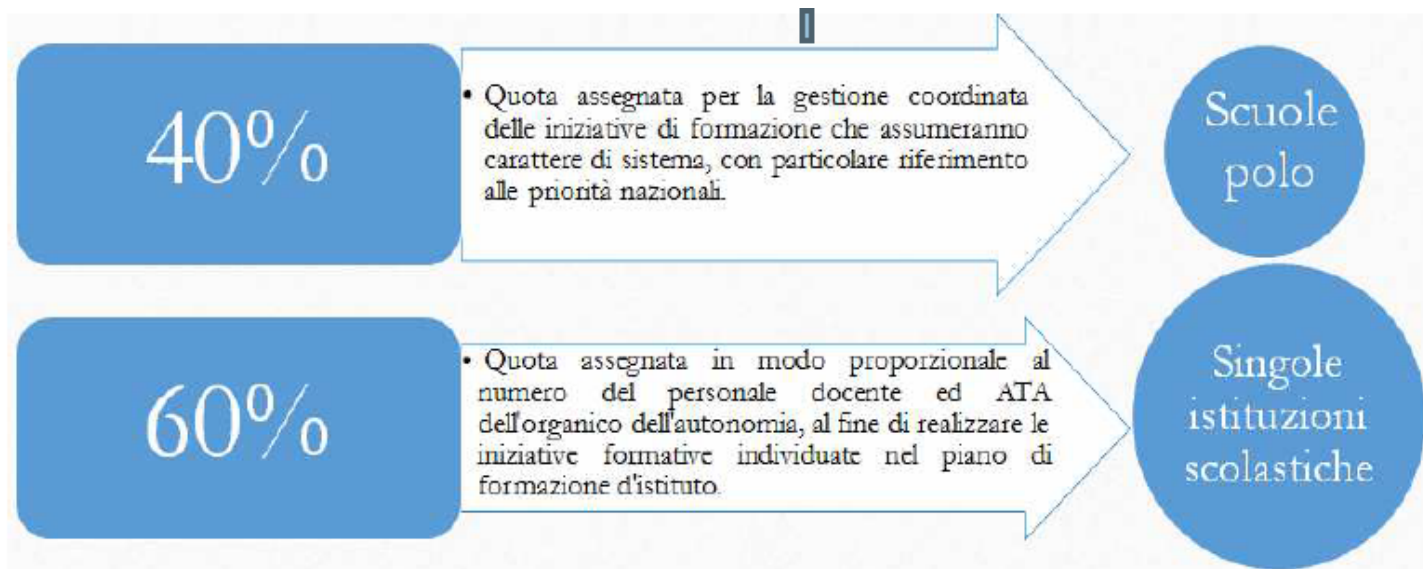 40%
• Quota assegnata per la gestione coordinata
delle iniziative di formazione che assumeranno
carattere di sistema, con particolare riferimento
alle priorità nazionali.
Scuole
polo
60%
• Quota assegnata in modo proporzionale al
numero del personale docente ed ATA
dell'organico dell'autonomia, al fine di realizzare le
iniziative formative individuate nel piano di
formazione d'istituto.
Singole
istituzioni
scolastiche